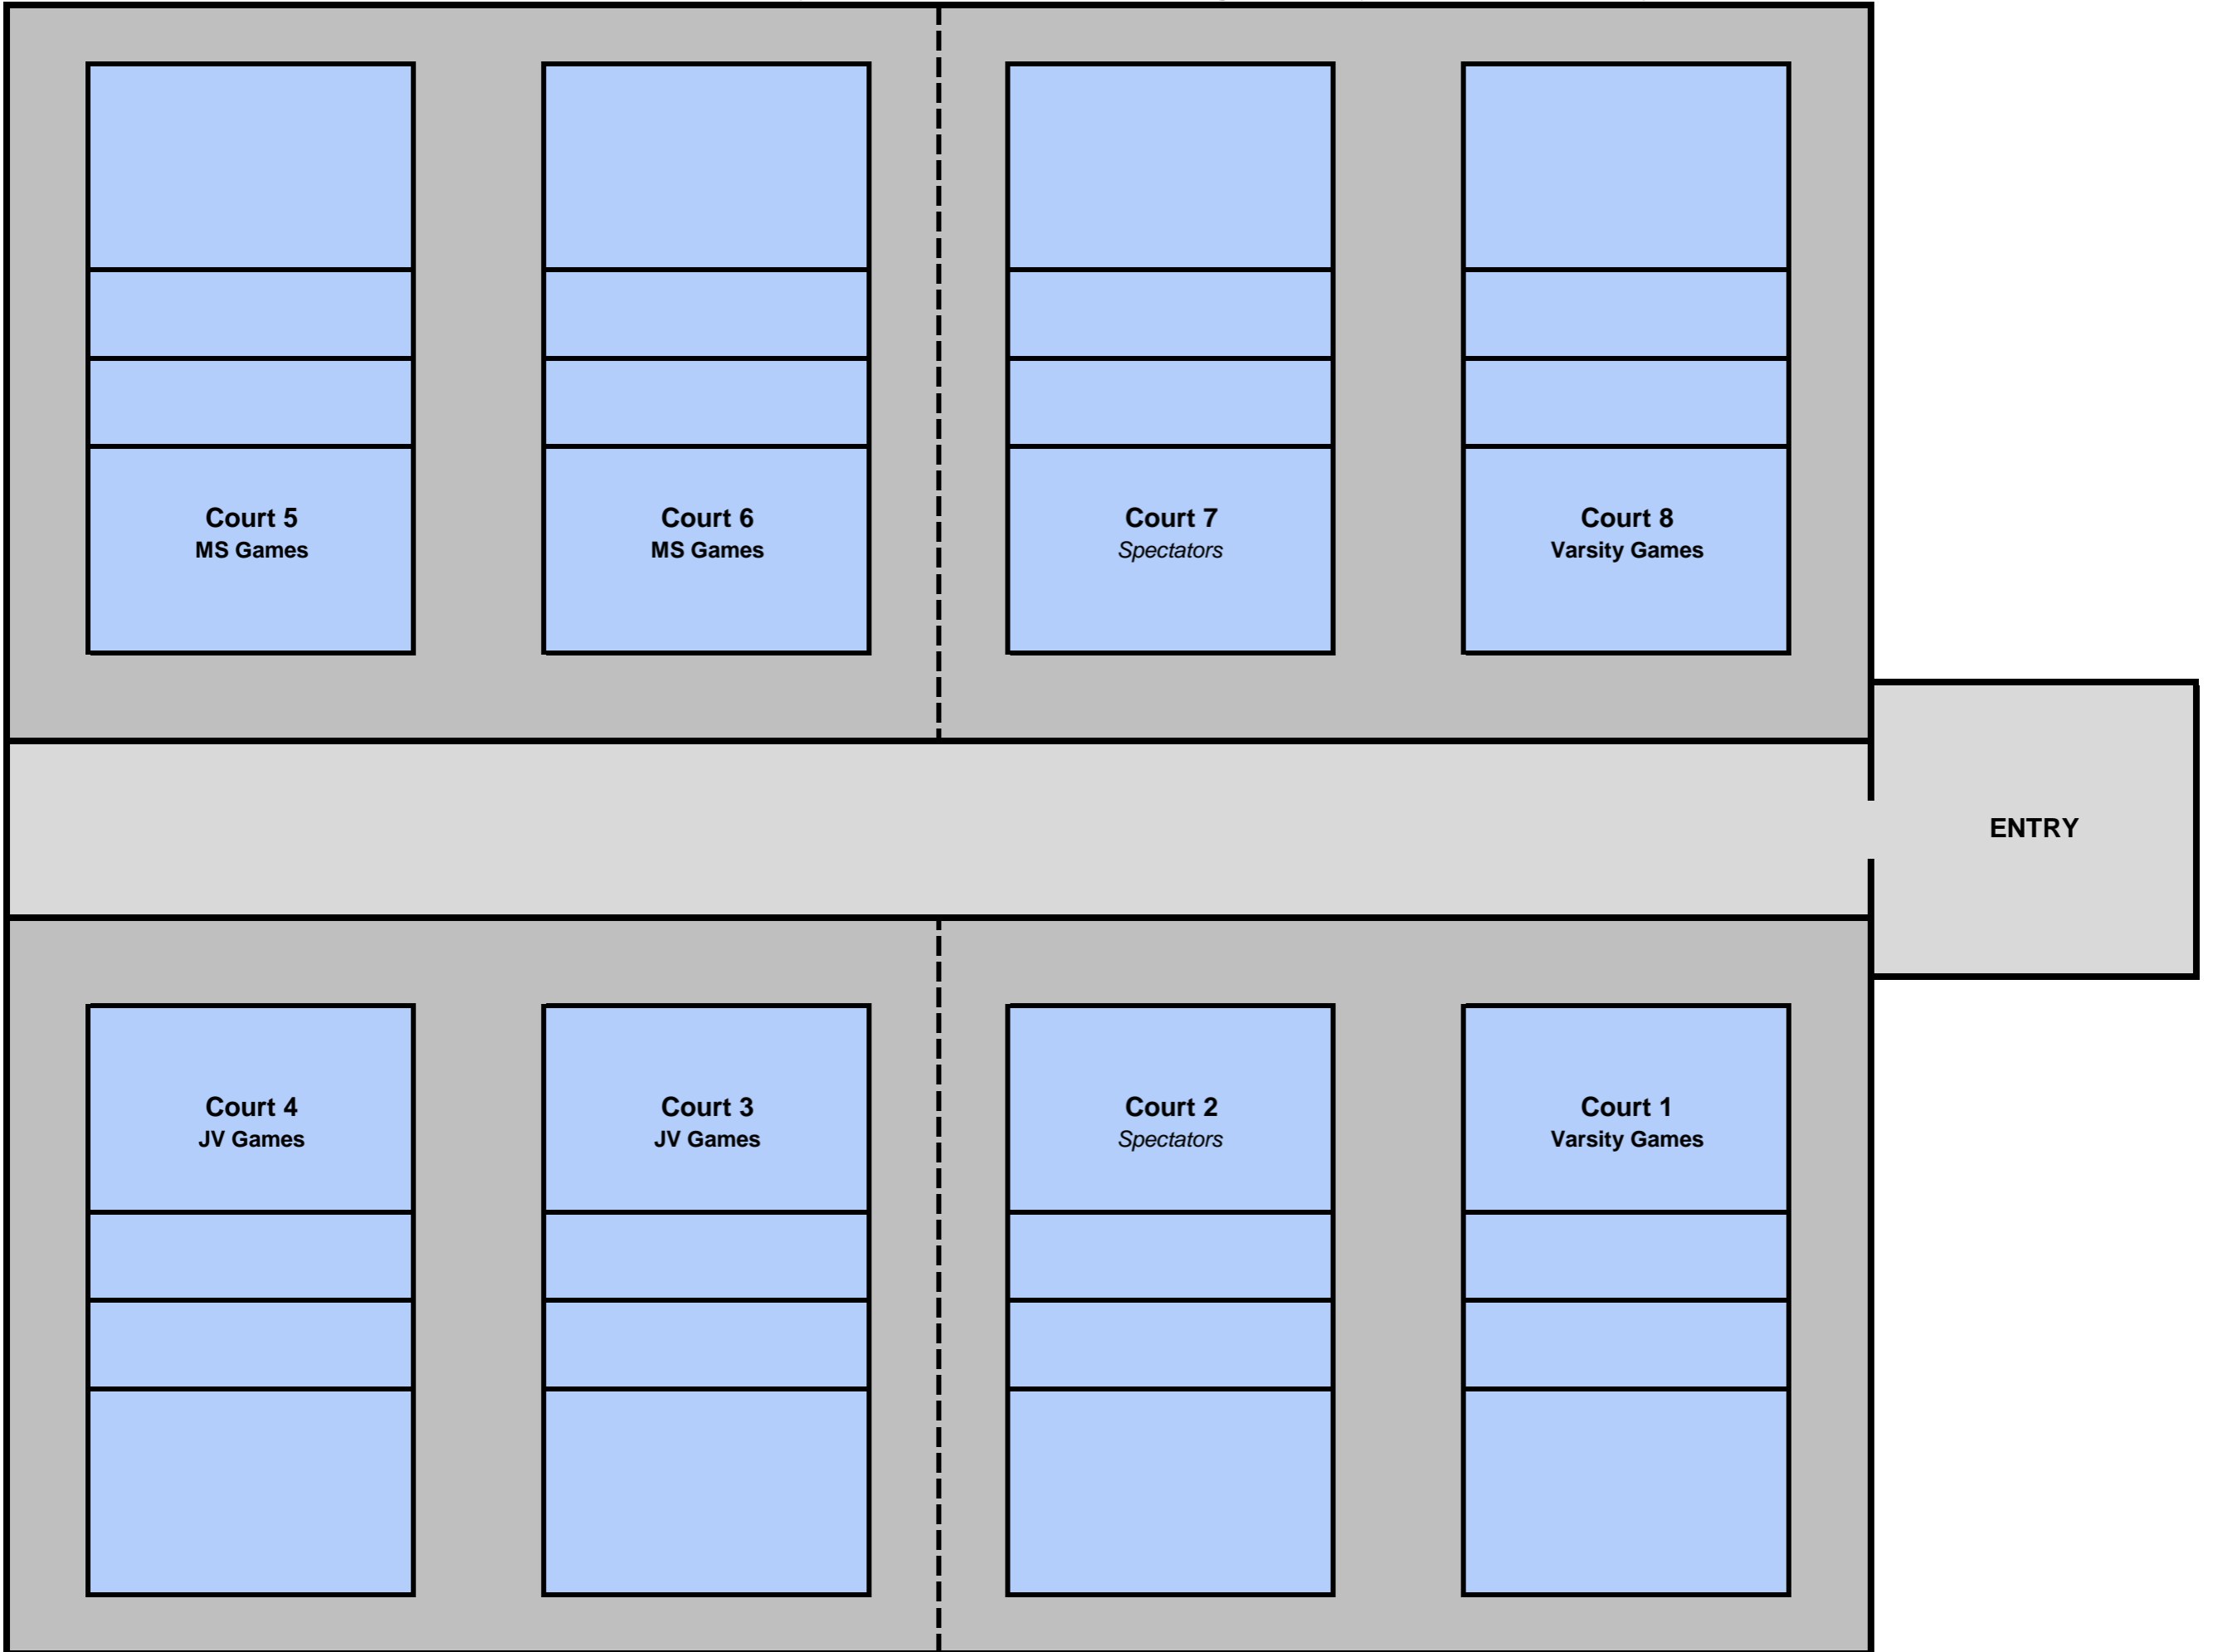 Court 5
MS Games
Court 6
MS Games
Court 7
Spectators
Court 8
Varsity Games
ENTRY
Court 4
JV Games
Court 3
JV Games
Court 2
Spectators
Court 1
Varsity Games